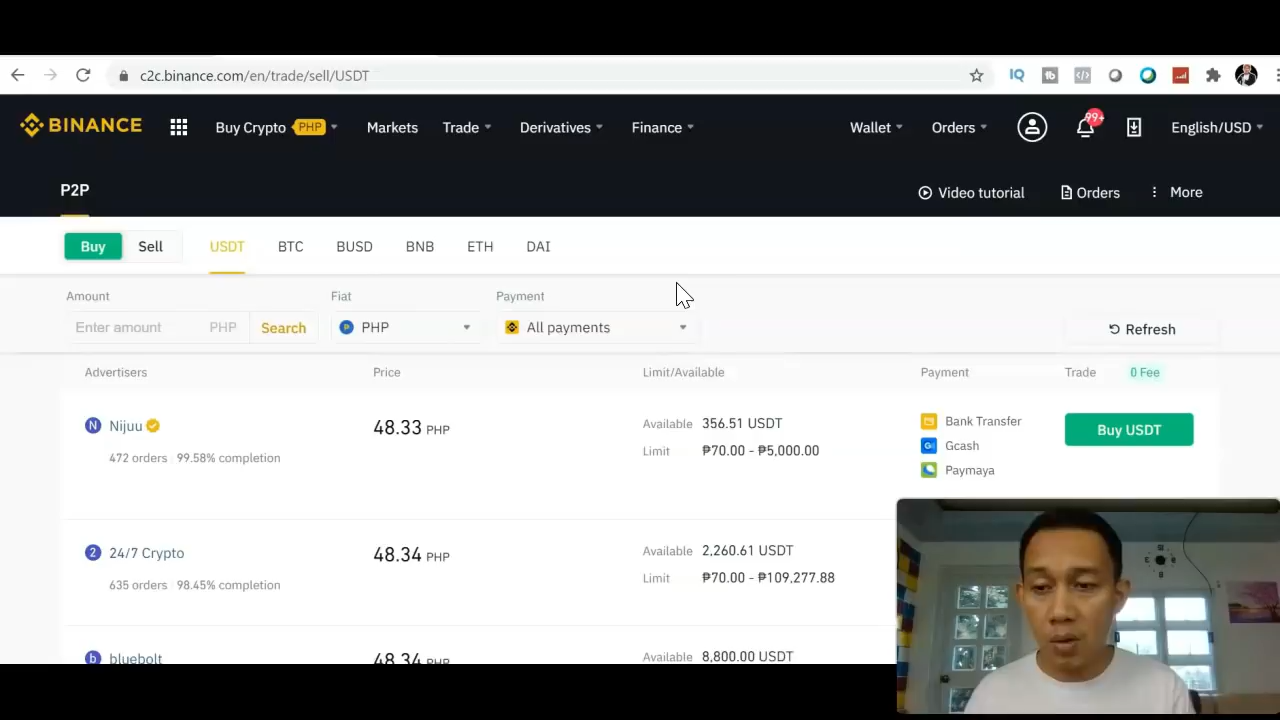 c2c.binance.com/en/trade/sell/USDT
IQ
tb
BINANCE
Buy Crypto PHP
Markets
Trade
Derivatives
Finance
Wallet
Orders
99+
English/USD
P2P
Video tutorial
Orders
More
Buy
Sell
USDT
BTC
BUSD
BNB
ETH
DAI
Amount
Fiat
Payment
Enter amount PHP
Search
PHP
All payments
Refresh
Advertisers
Price
Limit/Available
Payment
Trade
0 Fee
N Nijuu
472 orders 99.58% completion
48.33 PHP
Available 356.51 USDT
Limit ₱70.00 - ₱5,000.00
Bank Transfer
Gcash
Paymaya
Buy USDT
2 24/7 Crypto
635 orders 98.45% completion
48.34 PHP
Available 2,260.61 USDT
Limit ₱70.00 - ₱109,277.88
b bluebolt
48.34 PHP
Available 8,800.00 USDT